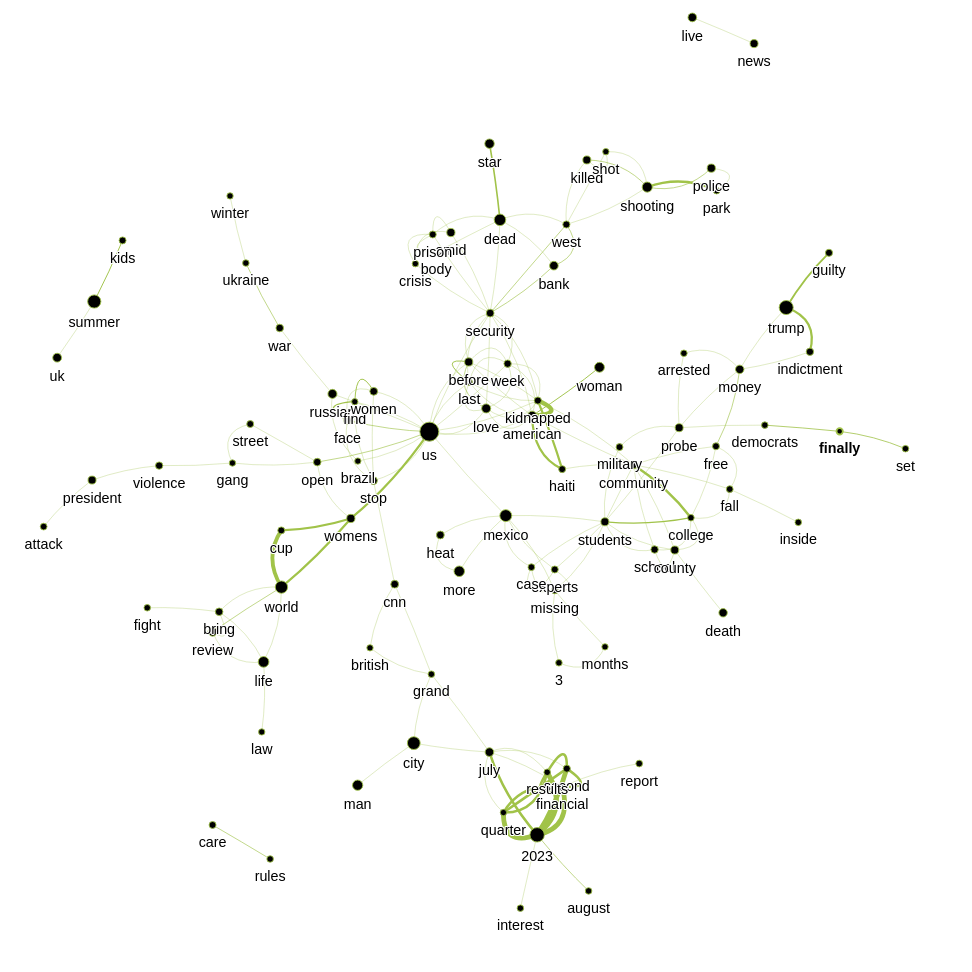 live
news
star
killed
shot
police
shooting
park
winter
dead
west
kids
prison
amid
body
crisis
bank
ukraine
guilty
summer
security
trump
war
uk
before
week
arrested
indictment
money
woman
last
russia
find
women
love
kidnapped
american
face
street
us
probe
democrats
finally
set
military
free
gang
open
brazil
haiti
community
violence
president
stop
fall
attack
cup
womens
mexico
students
college
inside
heat
more
case
experts
school
county
missing
world
cnn
fight
bring
review
death
british
months
life
grand
3
law
city
july
second
results
financial
report
man
quarter
care
2023
rules
august
interest